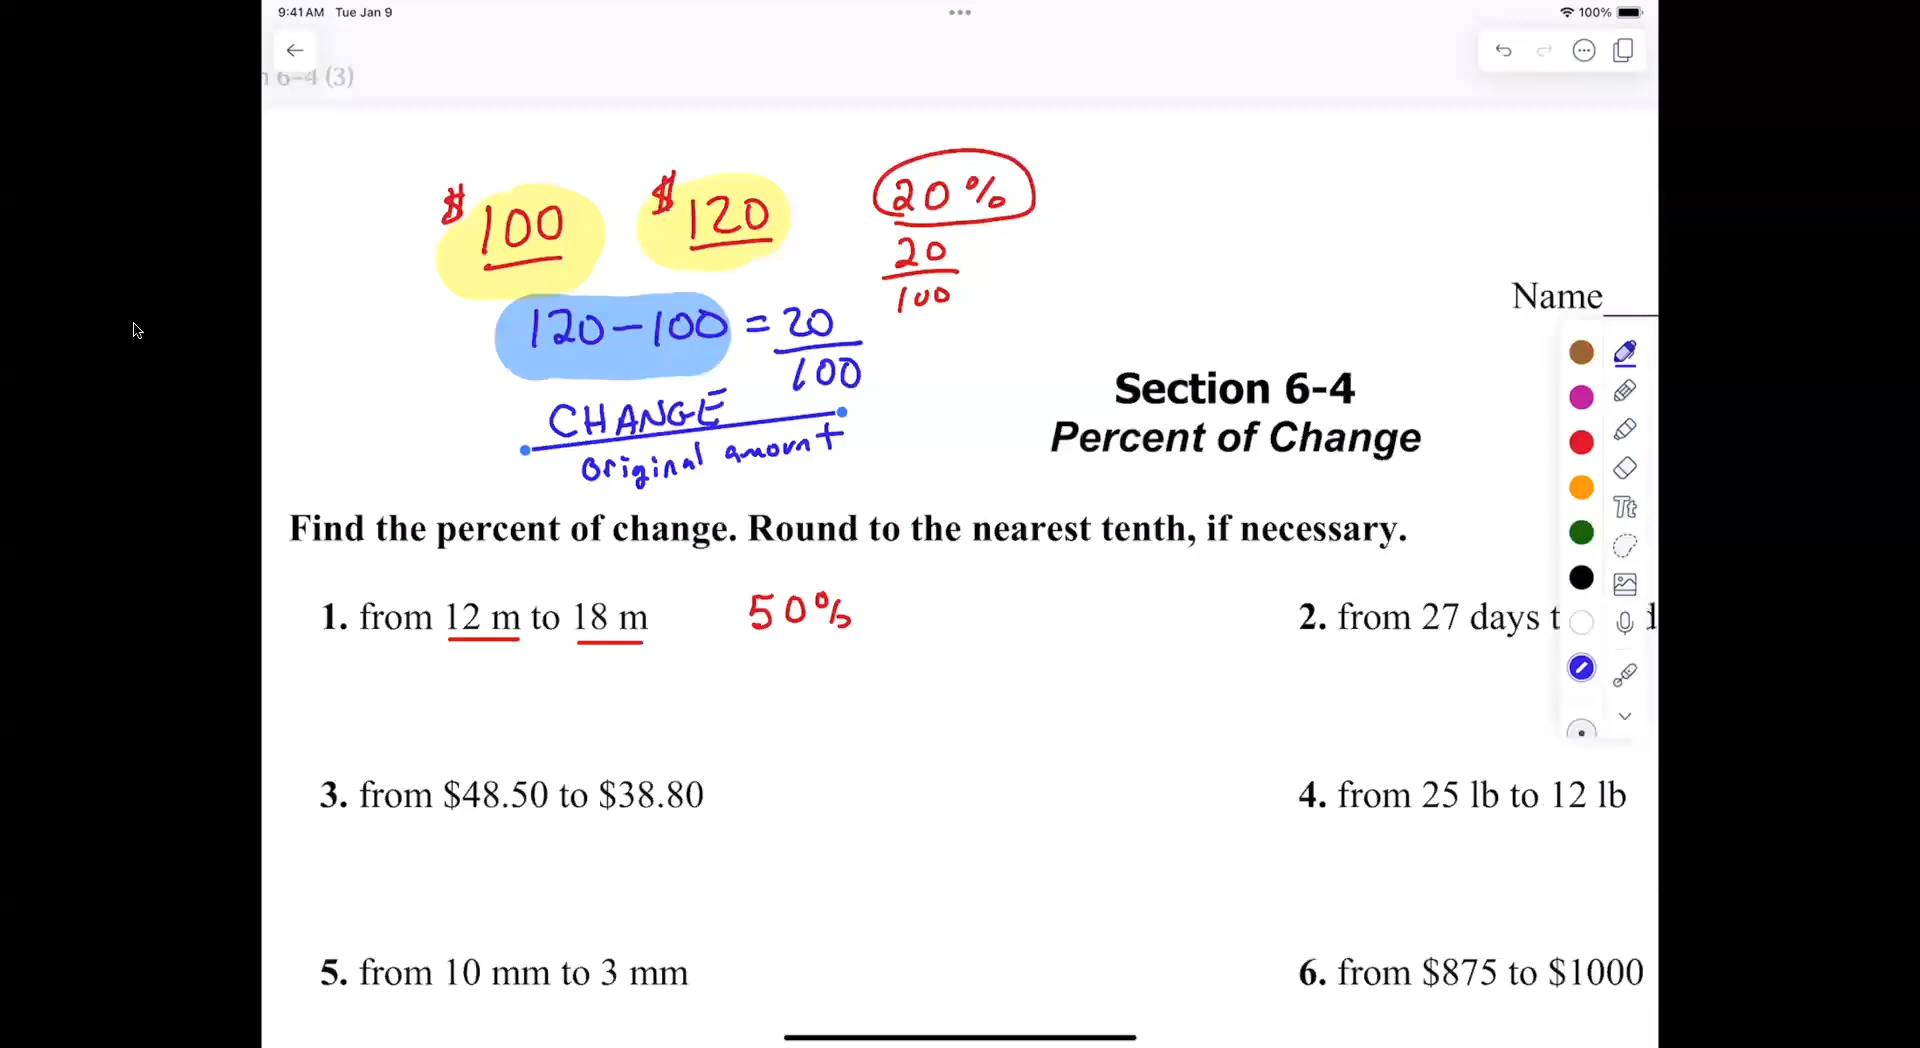 9:41 AM Tue Jan 9
100%
6-4 (3)
$100 $120 20%
20
100
120-100 = 20
100
CHANGE
original amount
Name
Section 6-4
Percent of Change
Find the percent of change. Round to the nearest tenth, if necessary.
1. from 12 m to 18 m 50%
2. from 27 days t
3. from $48.50 to $38.80
4. from 25 lb to 12 lb
5. from 10 mm to 3 mm
6. from $875 to $1000
Tt